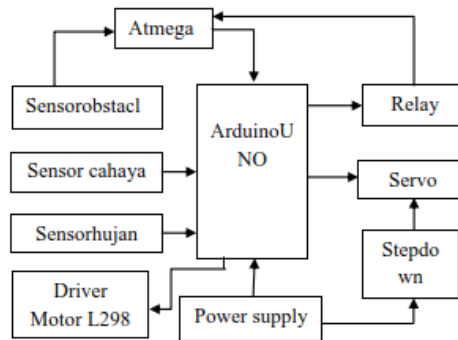 Atmega
Sensorobstacl
Relay
ArduinoU
NO
Sensor cahaya
Servo
Sensorhujan
Stepdo
wn
Driver
Motor L298
Power supply